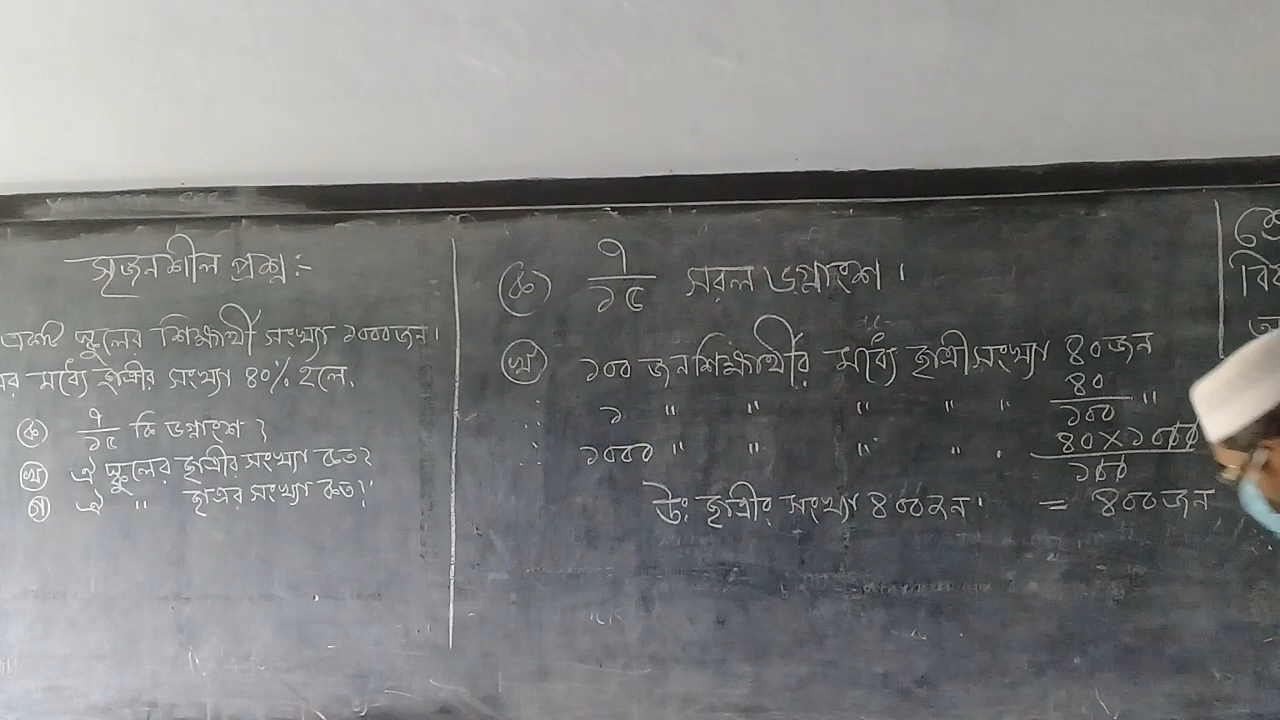 সৃজনশীল প্রশ্ন :-
একটি স্কুলের শিক্ষার্থী সংখ্যা ১০০০জন।
মধ্যে ছাত্রীর সংখ্যা ৪০% হলে,
(ক) ৭/১৫ কি ভগ্নাংশ?
(খ) ঐ স্কুলের ছাত্রীর সংখ্যা কত?
(গ) ঐ " ছাত্রর সংখ্যা কত?
(ক) ৭/১৫ সরল ভগ্নাংশ।
(খ) ১০০ জন শিক্ষার্থীর মধ্যে ছাত্রী সংখ্যা ৪০জন
∴ ১ " " " " " ৪০/১০০ "
∴ ১০০০ " " " " . ৪০×১০০০/১০০
= ৪০০জন
উঃ ছাত্রীর সংখ্যা ৪০০জন।